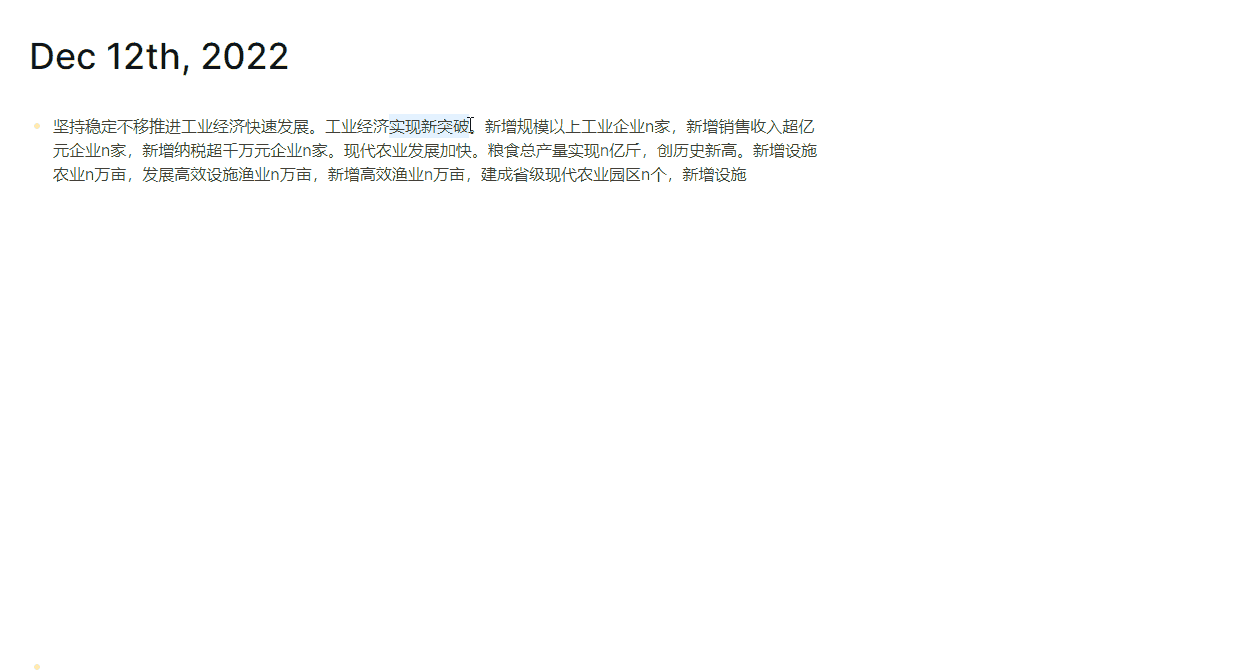 Dec 12th, 2022
坚持稳定不移推进工业经济快速发展。工业经济实现新突破。新增规模以上工业企业n家，新增销售收入超亿
元企业n家，新增纳税超千万元企业n家。现代农业发展加快。粮食总产量实现n亿斤，创历史新高。新增设施
农业n万亩，发展高效设施渔业n万亩，新增高效渔业n万亩，建成省级现代农业园区n个，新增设施